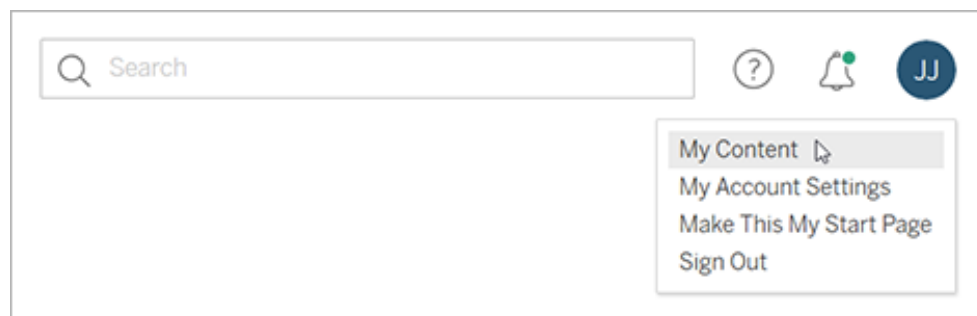 Search
?
JJ
My Content
My Account Settings
Make This My Start Page
Sign Out